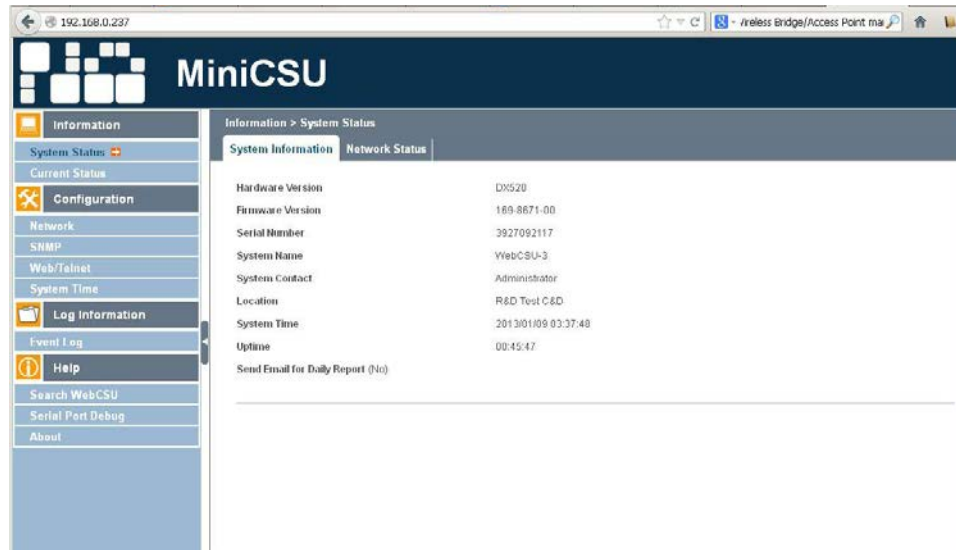 192.168.0.237
- /ireless Bridge/Access Point mai
MiniCSU
Information
System Status
Current Status
Configuration
Network
SNMP
Web/Telnet
System Time
Log Information
Event Log
Help
Search WebCSU
Serial Port Debug
About
Information > System Status
System Information
Network Status
Hardware Version DX520
Firmware Version 169-8671-00
Serial Number 3927092117
System Name WebCSU-3
System Contact Administrator
Location R&D Test C&D
System Time 2013/01/09 03:37:48
Uptime 00:45:47
Send Email for Daily Report (No)